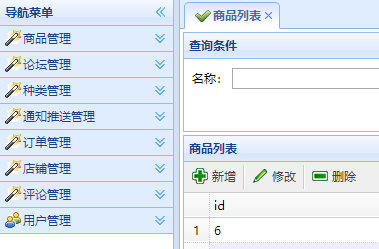 导航菜单
商品管理
论坛管理
种类管理
通知推送管理
订单管理
店铺管理
评论管理
用户管理
商品列表
查询条件
名称：
商品列表
新增 修改 删除
id
1 6